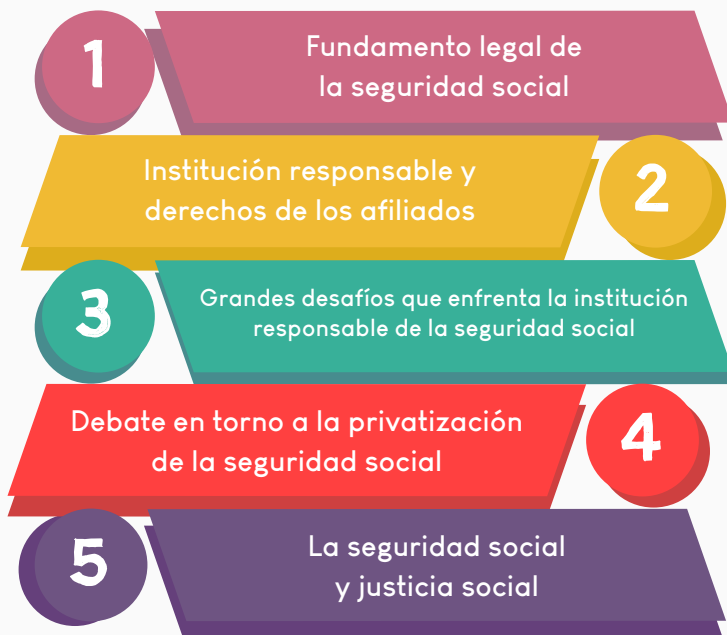 1
Fundamento legal de
la seguridad social
Institución responsable y
derechos de los afiliados
2
3
Grandes desafíos que enfrenta la institución
responsable de la seguridad social
Debate en torno a la privatización
de la seguridad social
4
5
La seguridad social
y justicia social